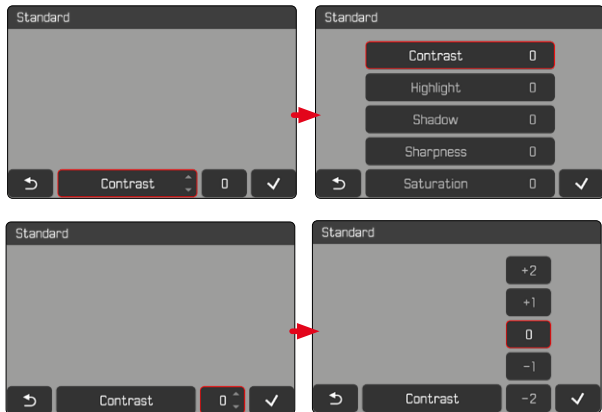 Standard
Contrast 0
Standard
Contrast 0
Highlight 0
Shadow 0
Sharpness 0
Saturation 0
Standard
Contrast 0
Standard
+2
+1
0
-1
Contrast -2